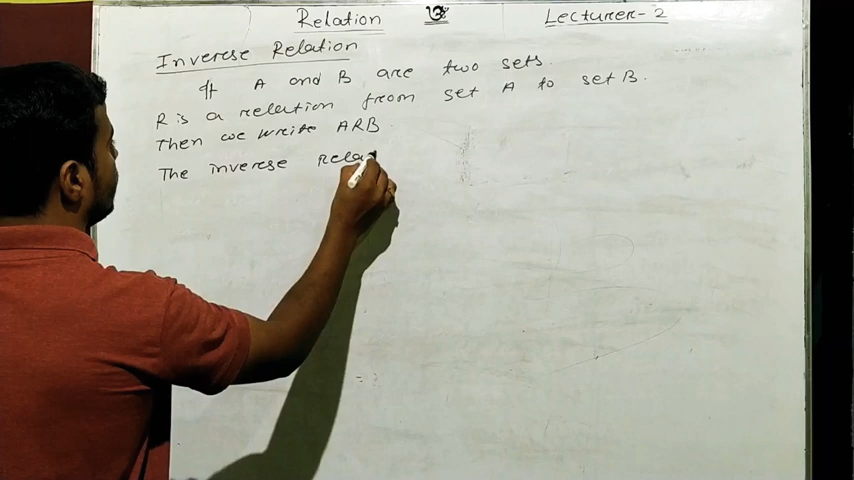 Relation ॐ Lecturer-2
Inverse Relation
If A and B are two sets.
R is a relation from set A to set B.
Then we write ARB.
The inverse rela